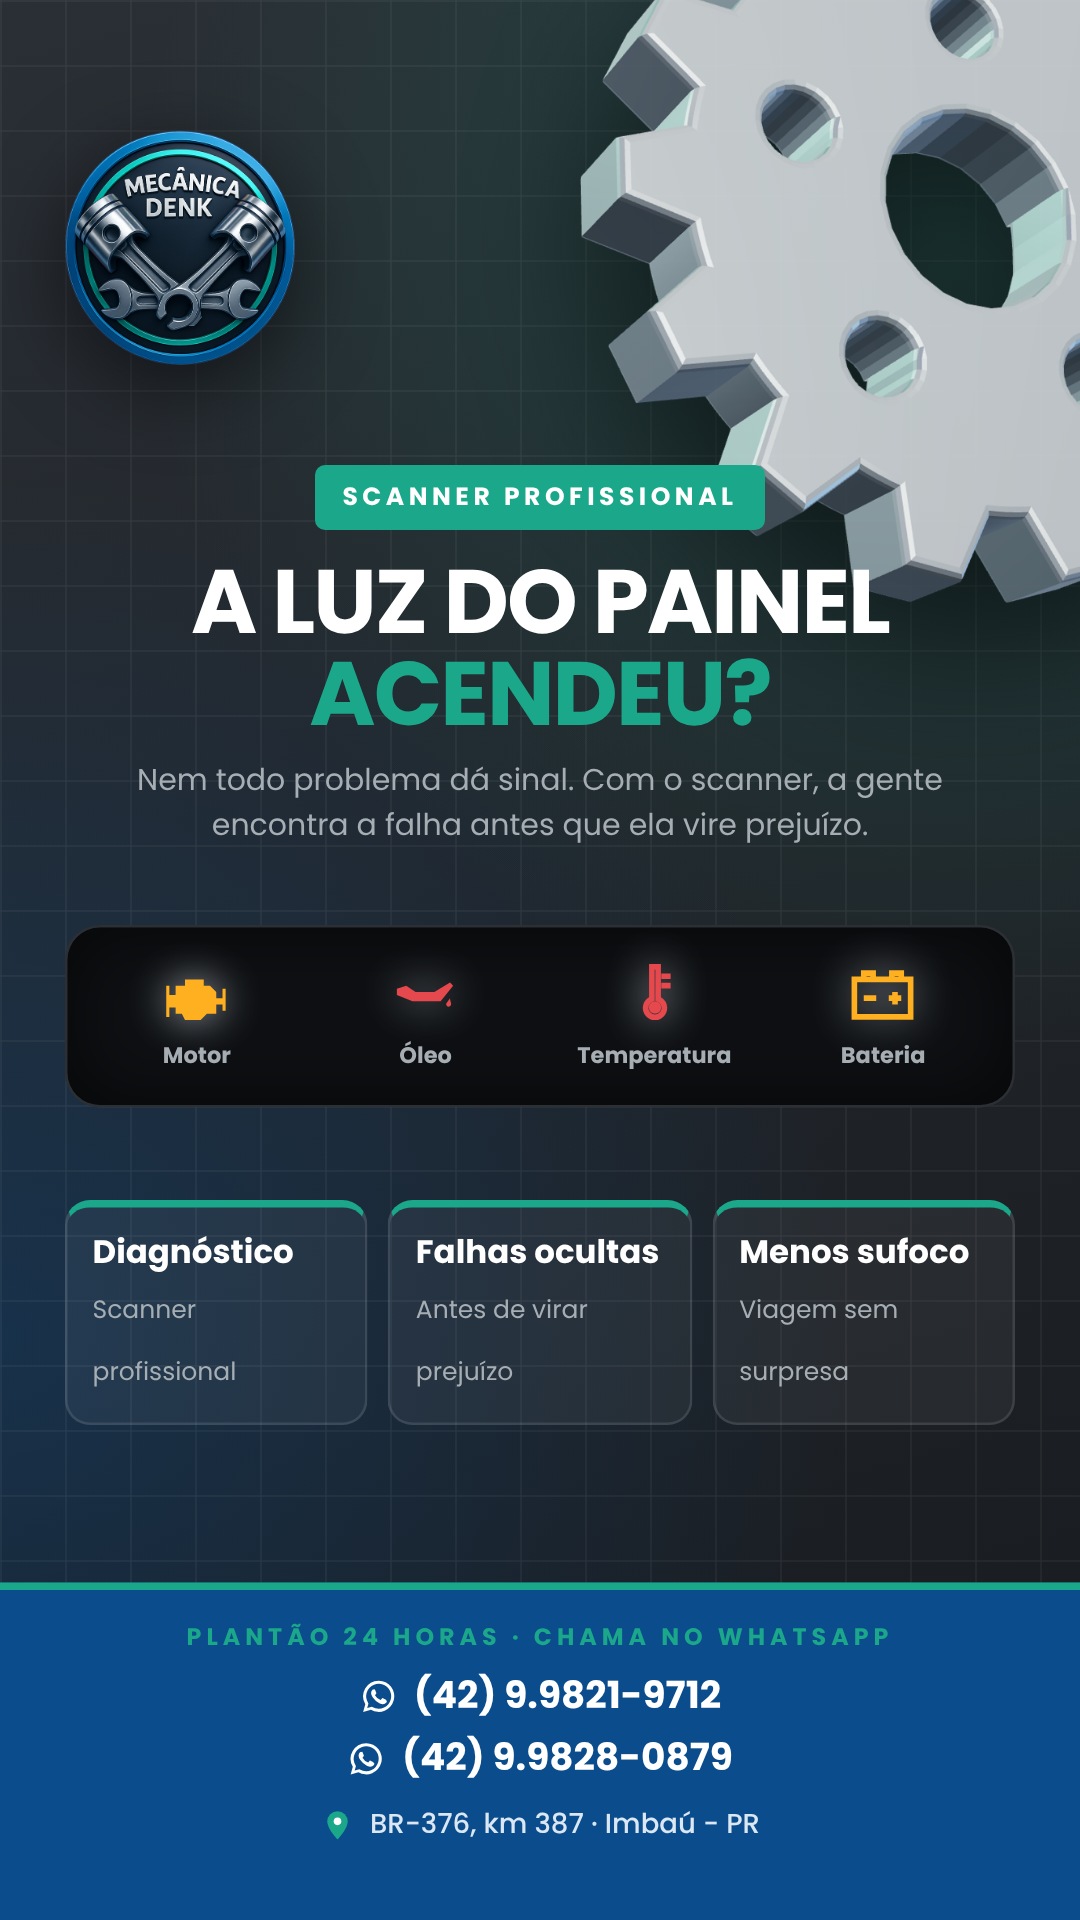 MECÂNICA
DENK
SCANNER PROFISSIONAL
A LUZ DO PAINEL
ACENDEU?
Nem todo problema dá sinal. Com o scanner, a gente
encontra a falha antes que ela vire prejuízo.
Motor
Óleo
Temperatura
Bateria
Diagnóstico
Scanner
profissional
Falhas ocultas
Antes de virar
prejuízo
Menos sufoco
Viagem sem
surpresa
PLANTÃO 24 HORAS · CHAMA NO WHATSAPP
(42) 9.9821-9712
(42) 9.9828-0879
BR-376, km 387 · Imbaú - PR